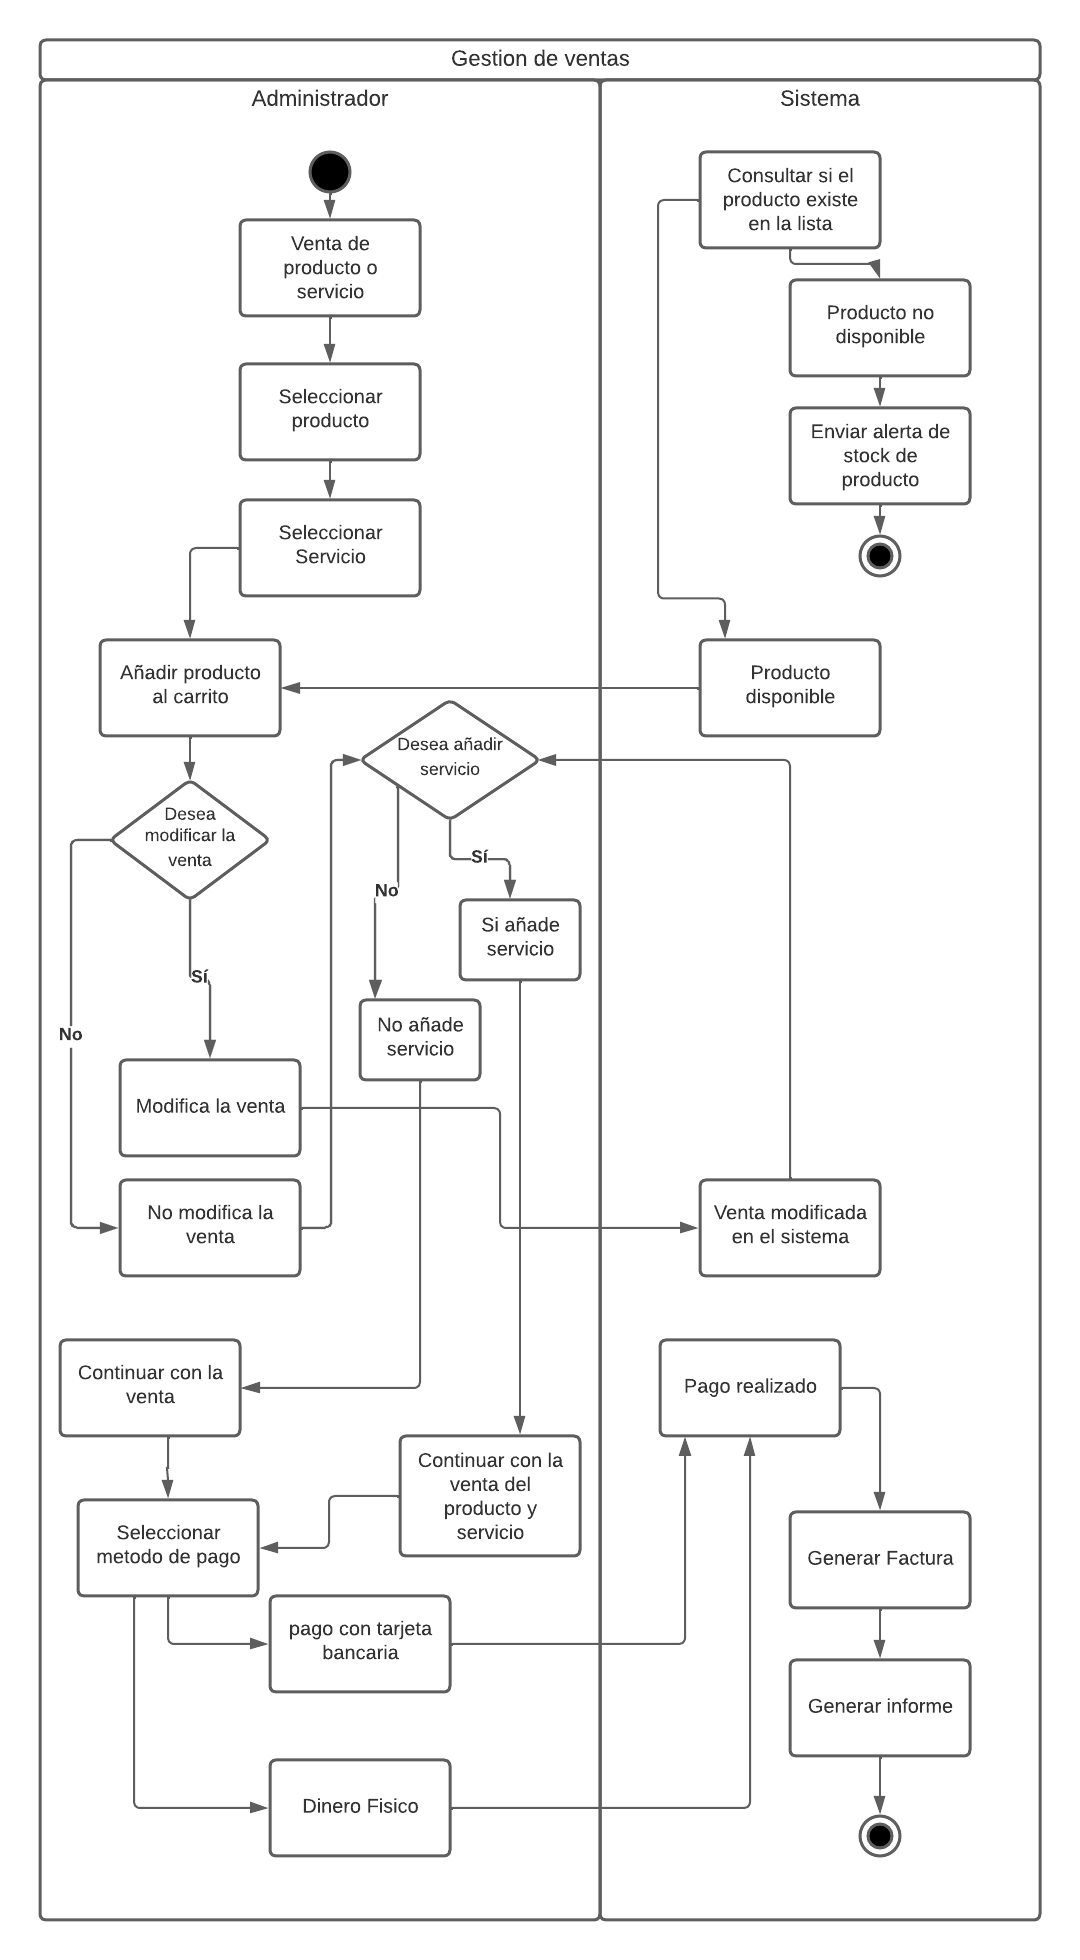 Gestion de ventas
Administrador
Sistema
Venta de
producto o
servicio
Seleccionar
producto
Seleccionar
Servicio
Añadir producto
al carrito
Desea
modificar la
venta
No
Sí
Modifica la venta
No modifica la
venta
Desea añadir
servicio
No
Sí
Si añade
servicio
No añade
servicio
Continuar con la
venta
Continuar con la
venta del
producto y
servicio
Seleccionar
metodo de pago
pago con tarjeta
bancaria
Dinero Fisico
Consultar si el
producto existe
en la lista
Producto no
disponible
Enviar alerta de
stock de
producto
Producto
disponible
Venta modificada
en el sistema
Pago realizado
Generar Factura
Generar informe